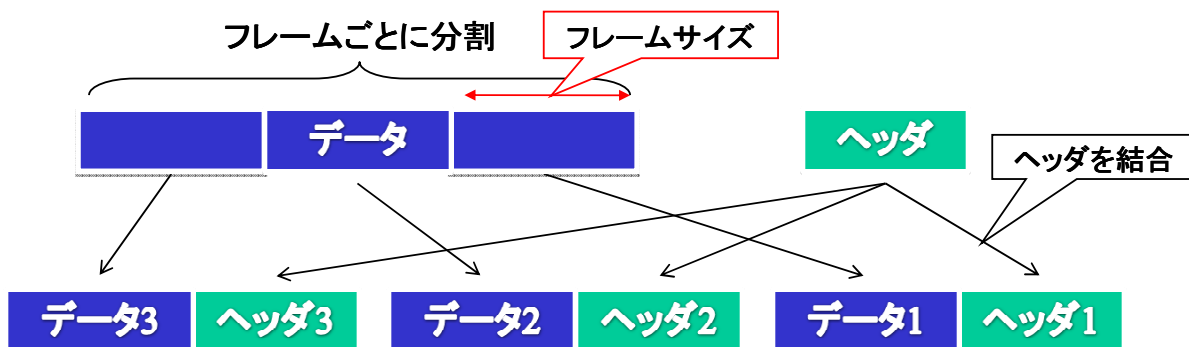 フレームごとに分割
フレームサイズ
データ
ヘッダ
ヘッダを結合
データ3
ヘッダ3
データ2
ヘッダ2
データ1
ヘッダ1